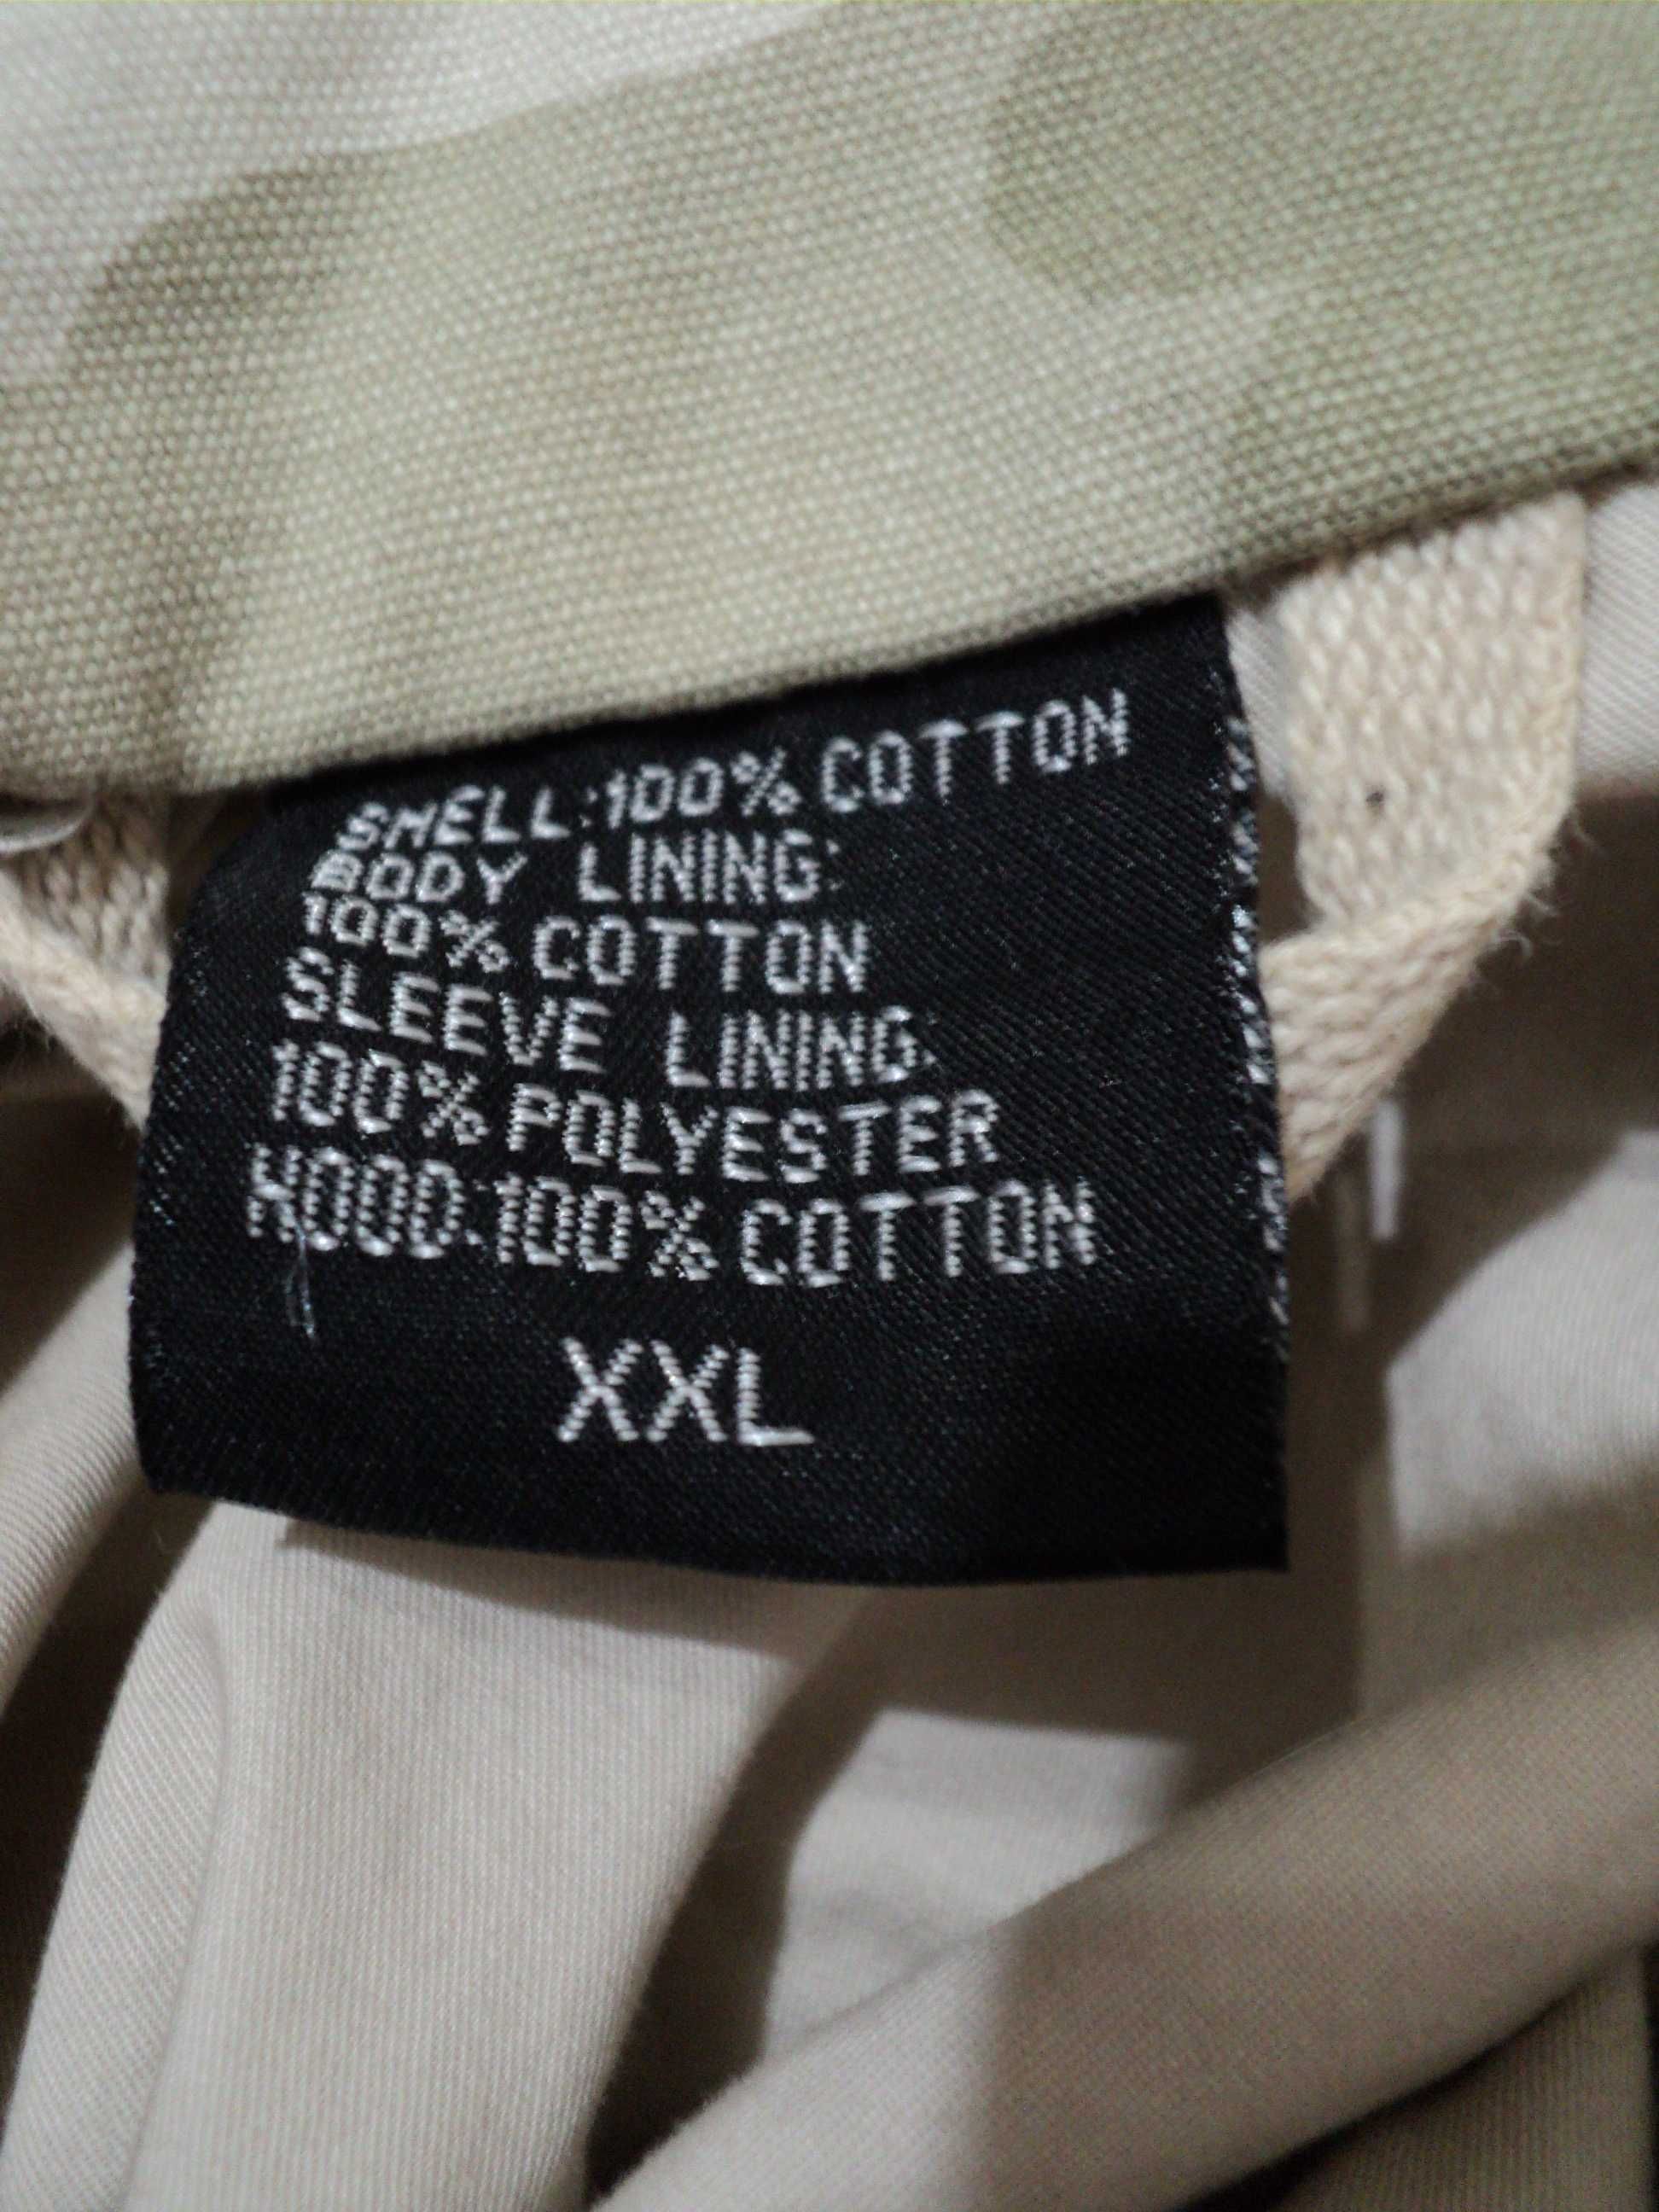 SHELL:100% COTTON
BODY LINING:
100% COTTON
SLEEVE LINING:
100% POLYESTER
HOOD:100% COTTON
XXL